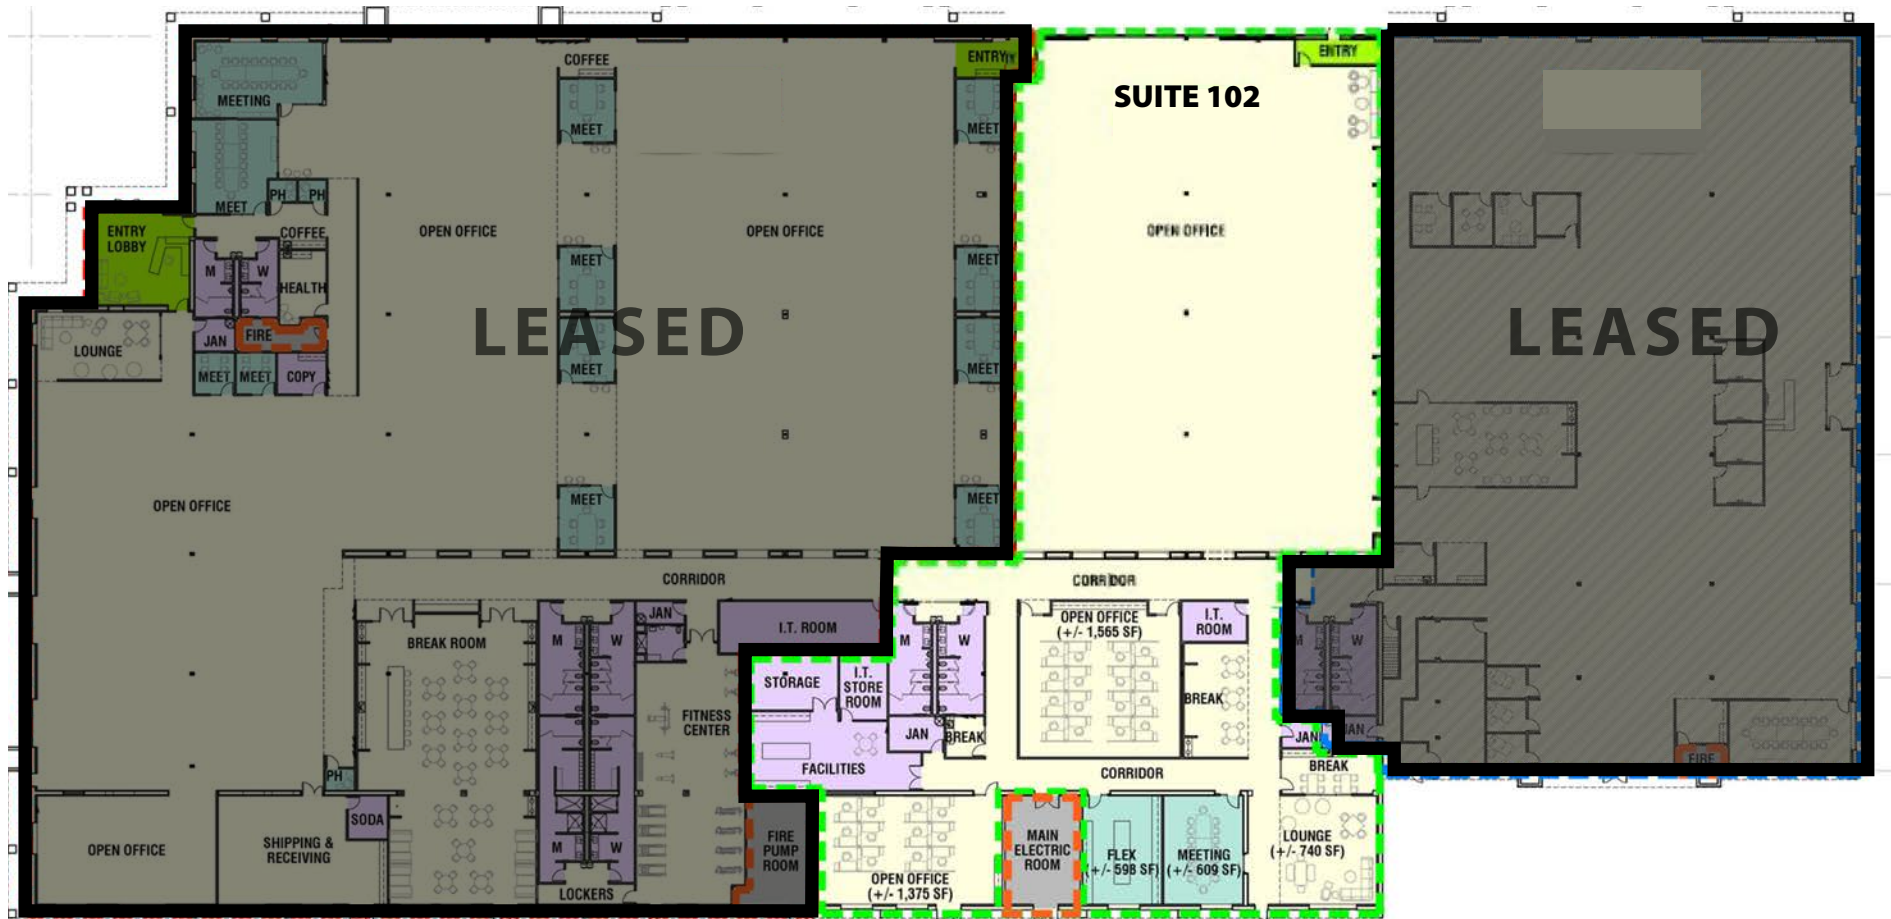 COFFEE
ENTRY
ENTRY
SUITE 102
MEETING
MEET
MEET
MEET
PH
PH
ENTRY
LOBBY
COFFEE
OPEN OFFICE
OPEN OFFICE
OPEN OFFICE
M
W
HEALTH
MEET
MEET
LEASED
LEASED
JAN
FIRE
LOUNGE
MEET
MEET
COPY
MEET
MEET
OPEN OFFICE
MEET
MEET
CORRIDOR
CORRIDOR
BREAK ROOM
M
W
JAN
I.T. ROOM
M
W
OPEN OFFICE
(+/- 1,565 SF)
I.T.
ROOM
M
W
STORAGE
I.T.
STORE
ROOM
BREAK
FITNESS
CENTER
JAN
BREAK
JAN
JAN
FACILITIES
CORRIDOR
BREAK
FIRE
PH
SODA
OPEN OFFICE
SHIPPING &
RECEIVING
M
W
LOCKERS
FIRE
PUMP
ROOM
OPEN OFFICE
(+/- 1,375 SF)
MAIN
ELECTRIC
ROOM
FLEX
(+/- 598 SF)
MEETING
(+/- 609 SF)
LOUNGE
(+/- 740 SF)